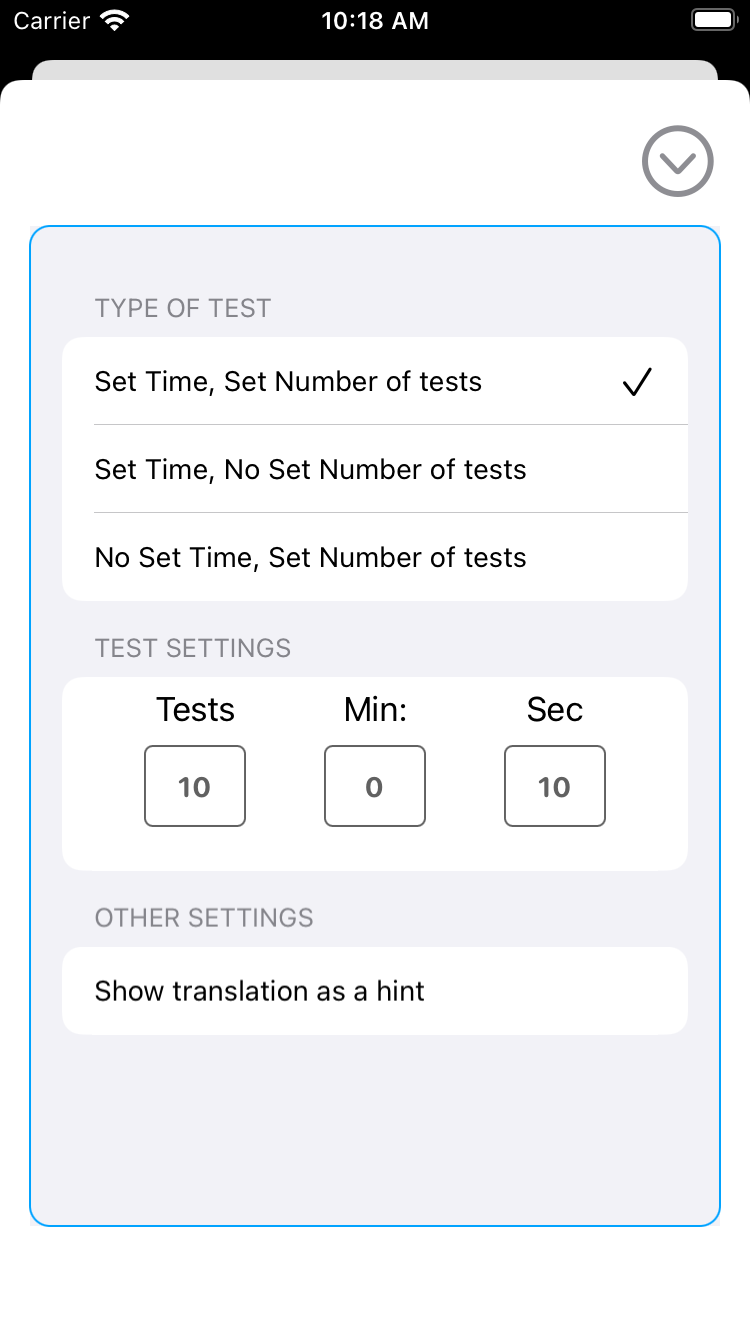 Carrier 10:18 AM
TYPE OF TEST
Set Time, Set Number of tests
Set Time, No Set Number of tests
No Set Time, Set Number of tests
TEST SETTINGS
Tests Min: Sec
10 0 10
OTHER SETTINGS
Show translation as a hint